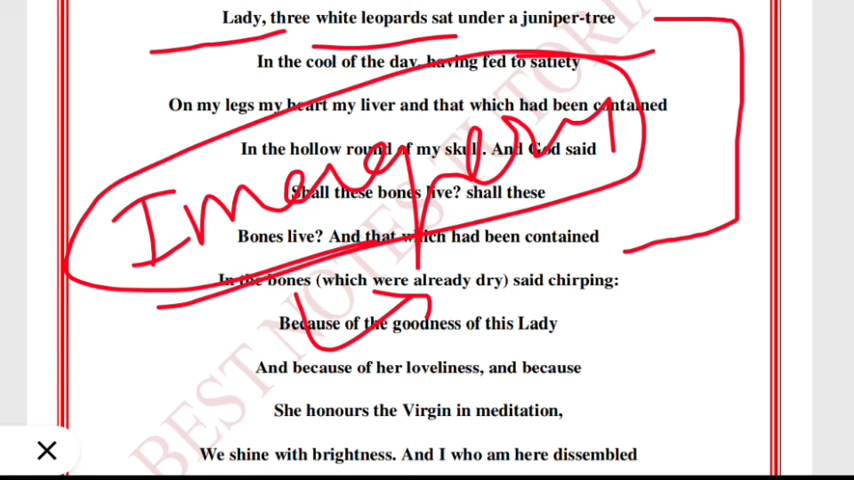 Lady, three white leopards sat under a juniper-tree
In the cool of the day, having fed to satiety
On my legs my heart my liver and that which had been contained
In the hollow round of my skull. And God said
Shall these bones live? shall these
Bones live? And that which had been contained
In the bones (which were already dry) said chirping:
Because of the goodness of this Lady
And because of her loveliness, and because
She honours the Virgin in meditation,
We shine with brightness. And I who am here dissembled
BEST NOTES TUTORIA